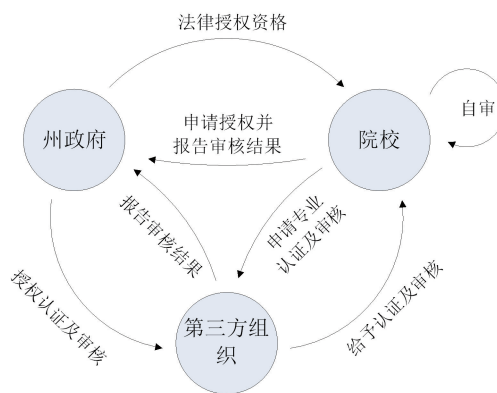 法律授权资格
州政府
申请授权并
报告审核结果
院校
自审
报告审核结果
申请专业
认证及审核
授权认证及审核
第三方组
织
给予认证及审核